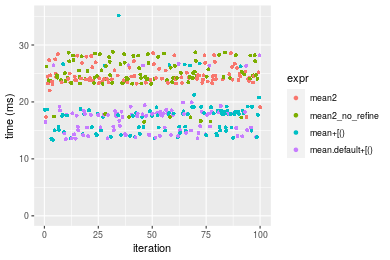 30
20
10
0
time (ms)
0
25
50
75
100
iteration
expr
mean2
mean2_no_refine
mean+[()
mean.default+[()